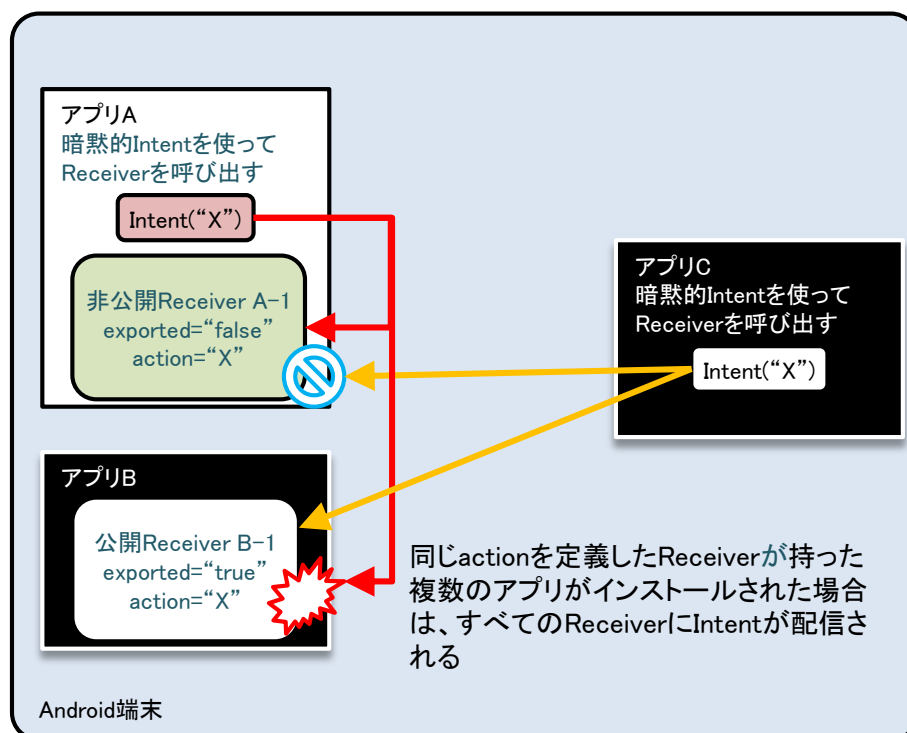 アプリA
暗黙的Intentを使って
Receiverを呼び出す
Intent(“X”)
非公開Receiver A-1
exported=“false”
action=“X”
アプリC
暗黙的Intentを使って
Receiverを呼び出す
Intent(“X”)
アプリB
公開Receiver B-1
exported=“true”
action=“X”
同じactionを定義したReceiverが持った
複数のアプリがインストールされた場合
は、すべてのReceiverにIntentが配信さ
れる
Android端末